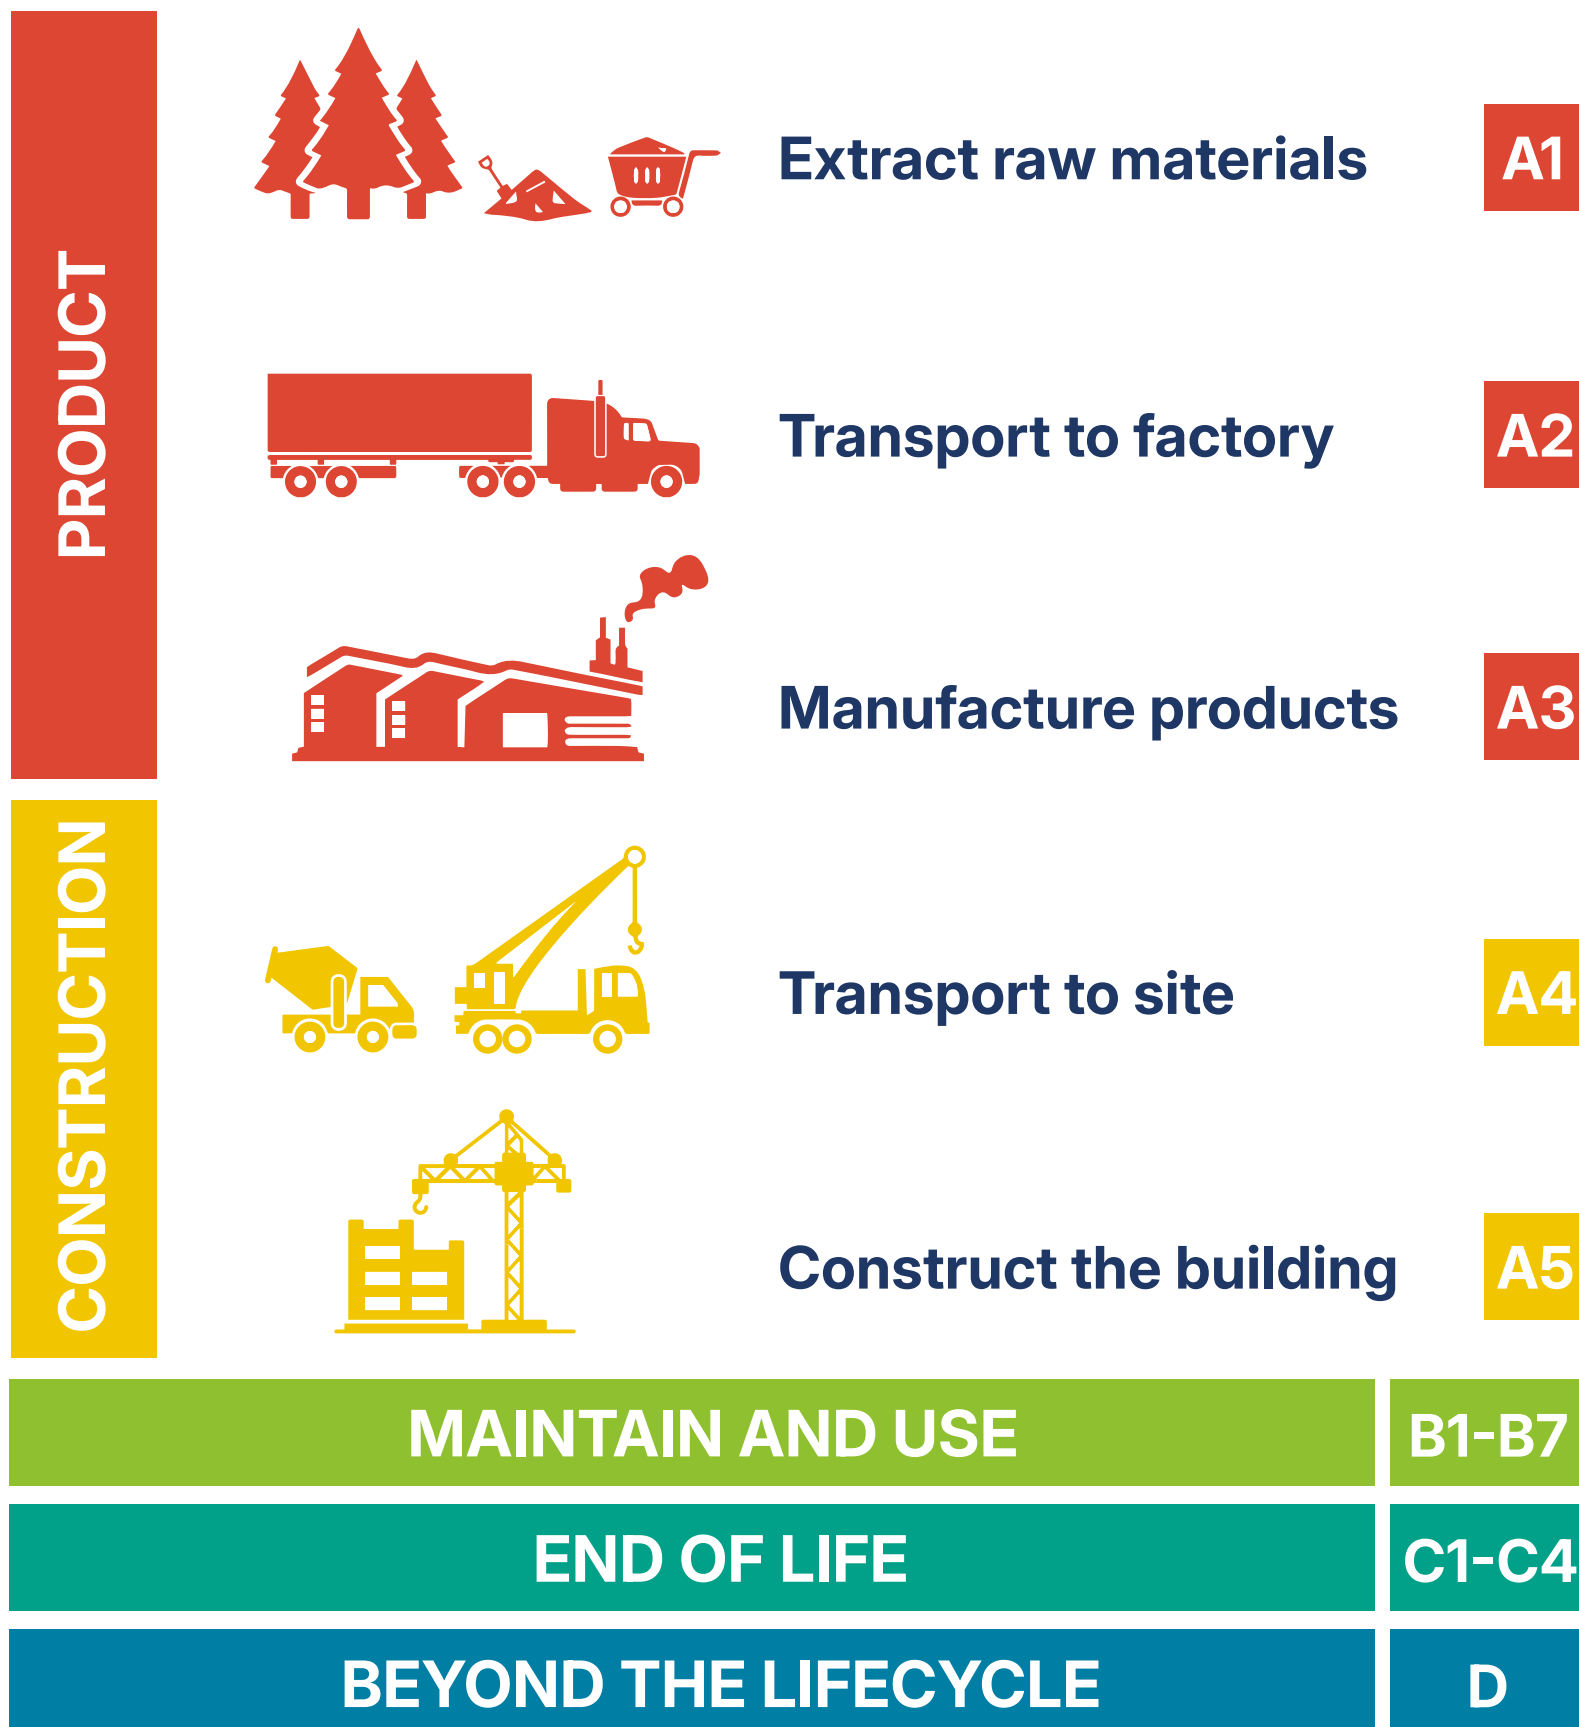 PRODUCT
Extract raw materials A1
Transport to factory A2
Manufacture products A3
CONSTRUCTION
Transport to site A4
Construct the building A5
MAINTAIN AND USE B1-B7
END OF LIFE C1-C4
BEYOND THE LIFECYCLE D